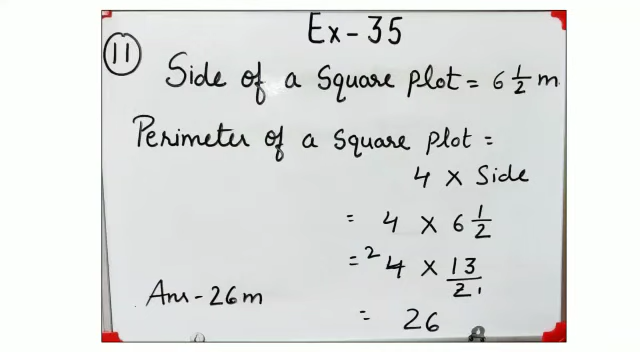 Ex-35
11 Side of a Square plot = 6 1/2 m
Perimeter of a Square plot =
4 × Side
= 4 × 6 1/2
= 2 4 × 13/2 1
Ans - 26m
= 26